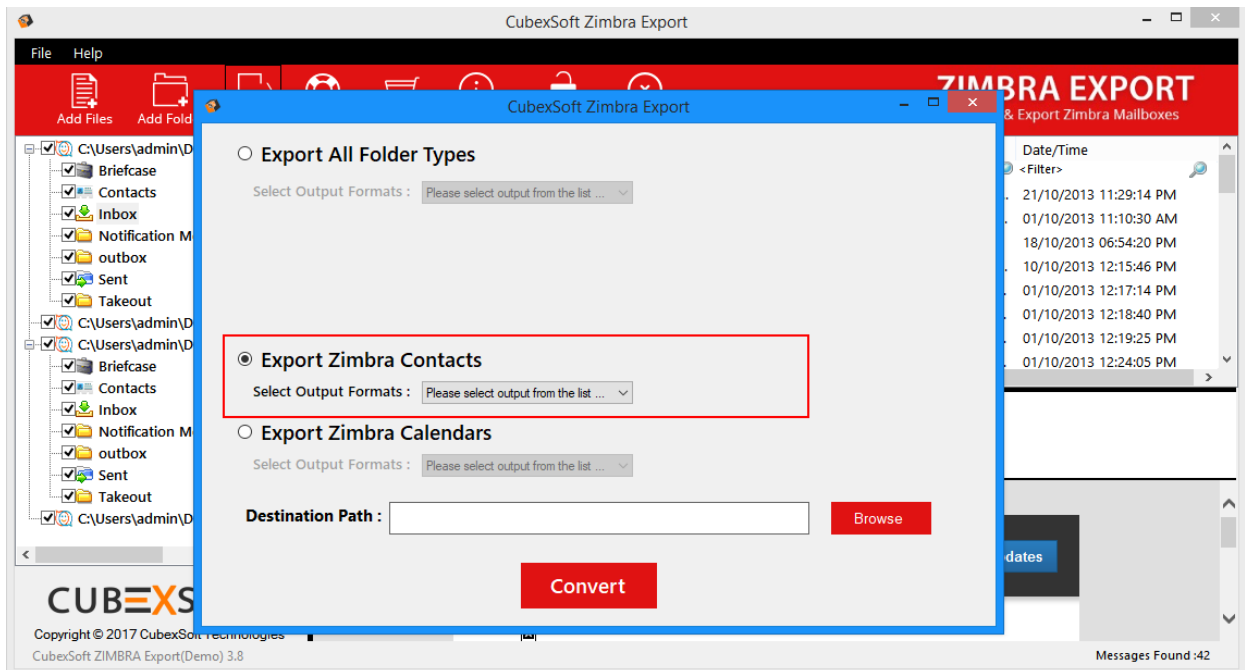 CubexSoft Zimbra Export
File Help
ZIMBRA EXPORT
& Export Zimbra Mailboxes
Add Files Add Fold
CubexSoft Zimbra Export
C:\Users\admin\D
Briefcase
Contacts
Inbox
Notification M
outbox
Sent
Takeout
C:\Users\admin\D
C:\Users\admin\D
Briefcase
Contacts
Inbox
Notification M
outbox
Sent
Takeout
C:\Users\admin\D
Export All Folder Types
Select Output Formats : Please select output from the list ...
Export Zimbra Contacts
Select Output Formats : Please select output from the list ...
Export Zimbra Calendars
Select Output Formats : Please select output from the list ...
Destination Path : Browse
Convert
Date/Time
<Filter>
21/10/2013 11:29:14 PM
01/10/2013 11:10:30 AM
18/10/2013 06:54:20 PM
10/10/2013 12:15:46 PM
01/10/2013 12:17:14 PM
01/10/2013 12:18:40 PM
01/10/2013 12:19:25 PM
01/10/2013 12:24:05 PM
dates
CUBEXS
Copyright © 2017 CubexSoft Technologies
CubexSoft ZIMBRA Export(Demo) 3.8
Messages Found :42